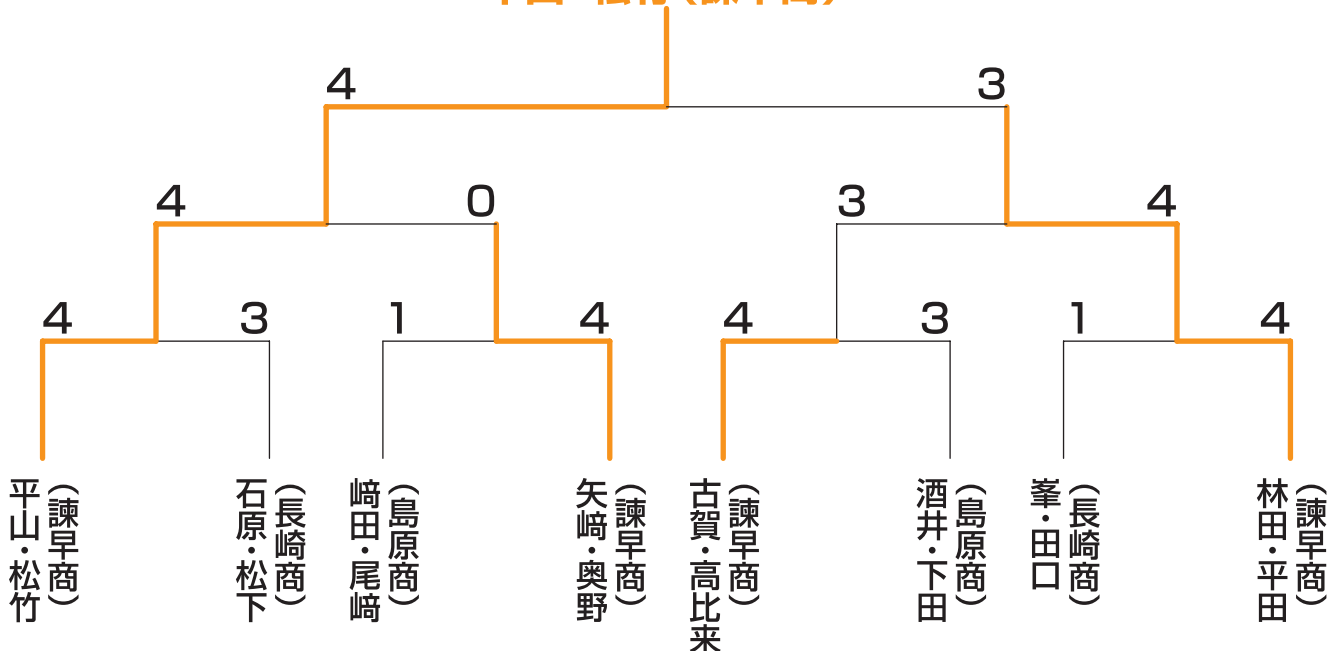 4
3
4
0
3
4
4
3
1
4
4
3
1
4
（諫早商）
平山・松竹
（長崎商）
石原・松下
（島原商）
﨑田・尾﨑
（諫早商）
矢﨑・奥野
（諫早商）
古賀・高比来
（島原商）
酒井・下田
（長崎商）
峯・田口
（諫早商）
林田・平田